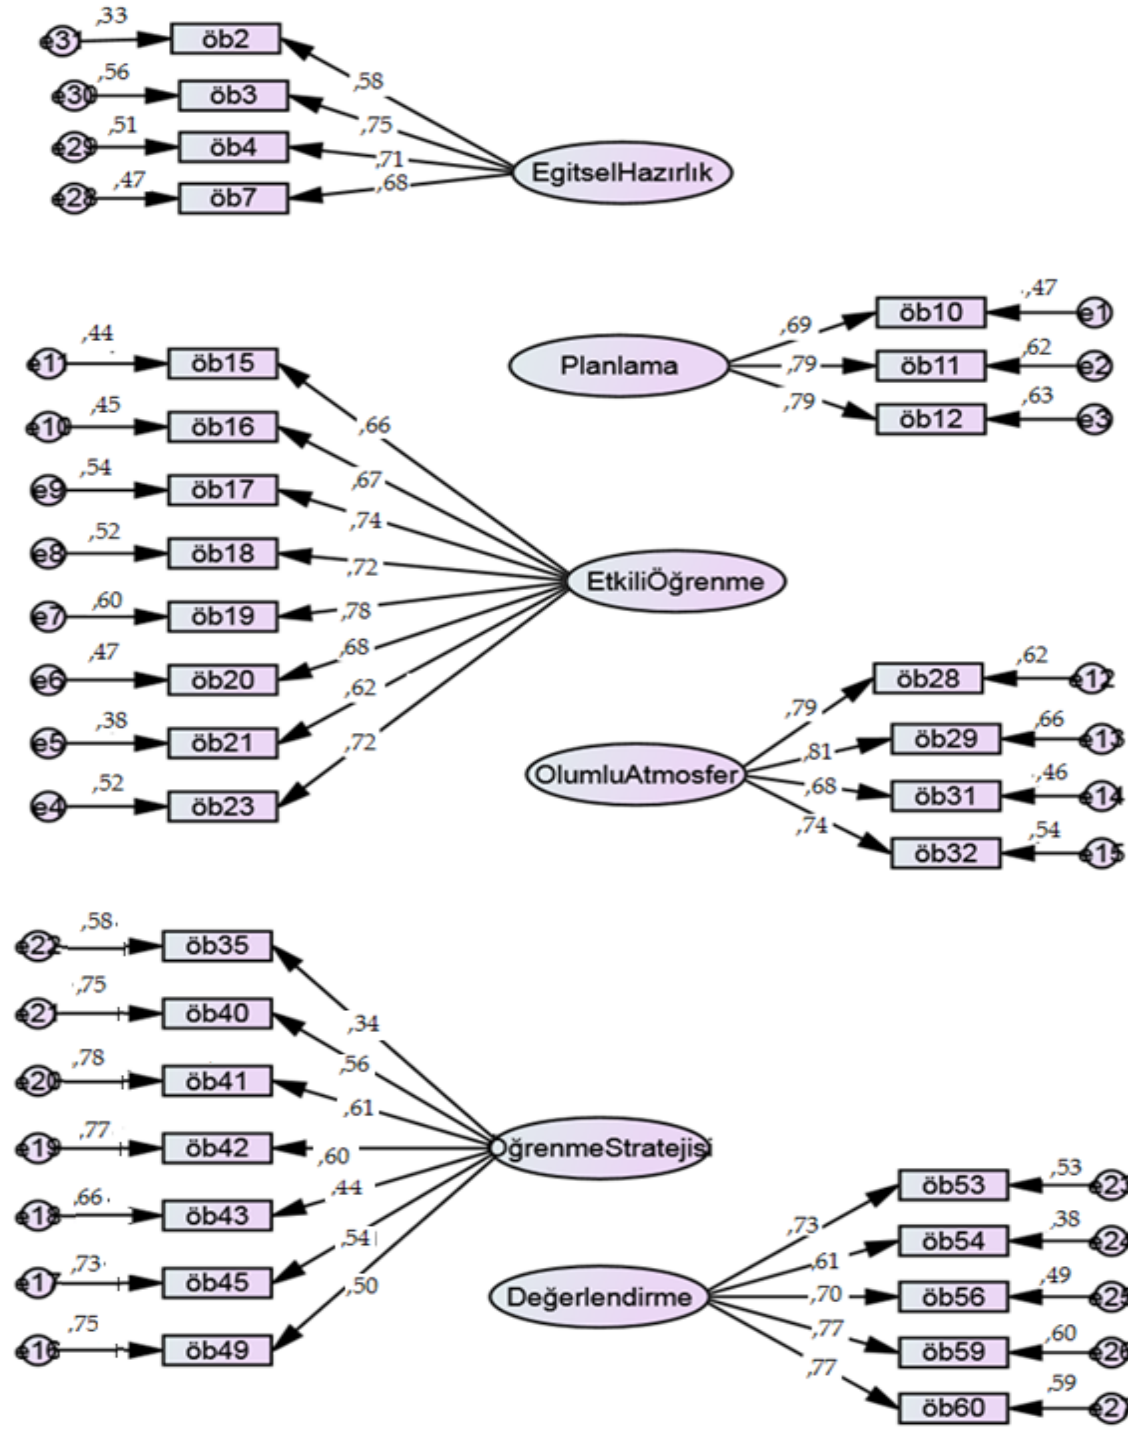 ,33
e31
öb2
,58
,56
e30
öb3
,75
,51
e29
öb4
,71
,47
e28
öb7
,68
EgitselHazırlık
Planlama
,69
öb10
,47
e1
,79
öb11
,62
e2
,79
öb12
,63
e3
,44
e11
öb15
,66
,45
e10
öb16
,67
,54
e9
öb17
,74
,52
e8
öb18
,72
,60
e7
öb19
,78
,47
e6
öb20
,68
,38
e5
öb21
,62
,52
e4
öb23
,72
EtkiliÖğrenme
OlumluAtmosfer
,79
öb28
,62
e12
,81
öb29
,66
e13
,68
öb31
,46
e14
,74
öb32
,54
e15
,58
e22
öb35
,34
,75
e21
öb40
,56
,78
e20
öb41
,61
,77
e19
öb42
,60
,66
e18
öb43
,44
,73
e17
öb45
,54
,75
e16
öb49
,50
ÖğrenmeStratejisi
Değerlendirme
,73
öb53
,53
e23
,61
öb54
,38
e24
,70
öb56
,49
e25
,77
öb59
,60
e26
,77
öb60
,59
e27